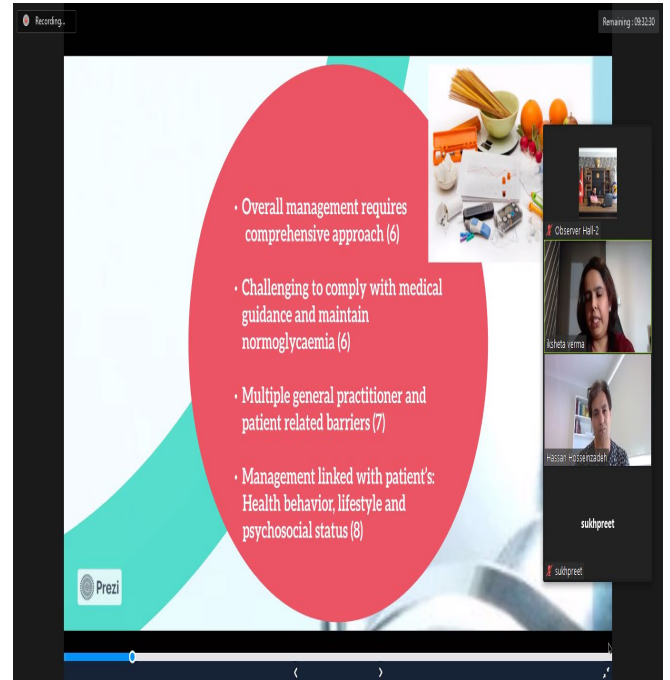 Recording...
Remaining : 09:32:30
• Overall management requires
comprehensive approach (6)
• Challenging to comply with medical
guidance and maintain
normoglycaemia (6)
• Multiple general practitioner and
patient related barriers (7)
• Management linked with patient's:
Health behavior, lifestyle and
psychosocial status (8)
Prezi
Observer Hall-2
iksheta verma
Hassan Hosseinzadeh
sukhpreet
sukhpreet